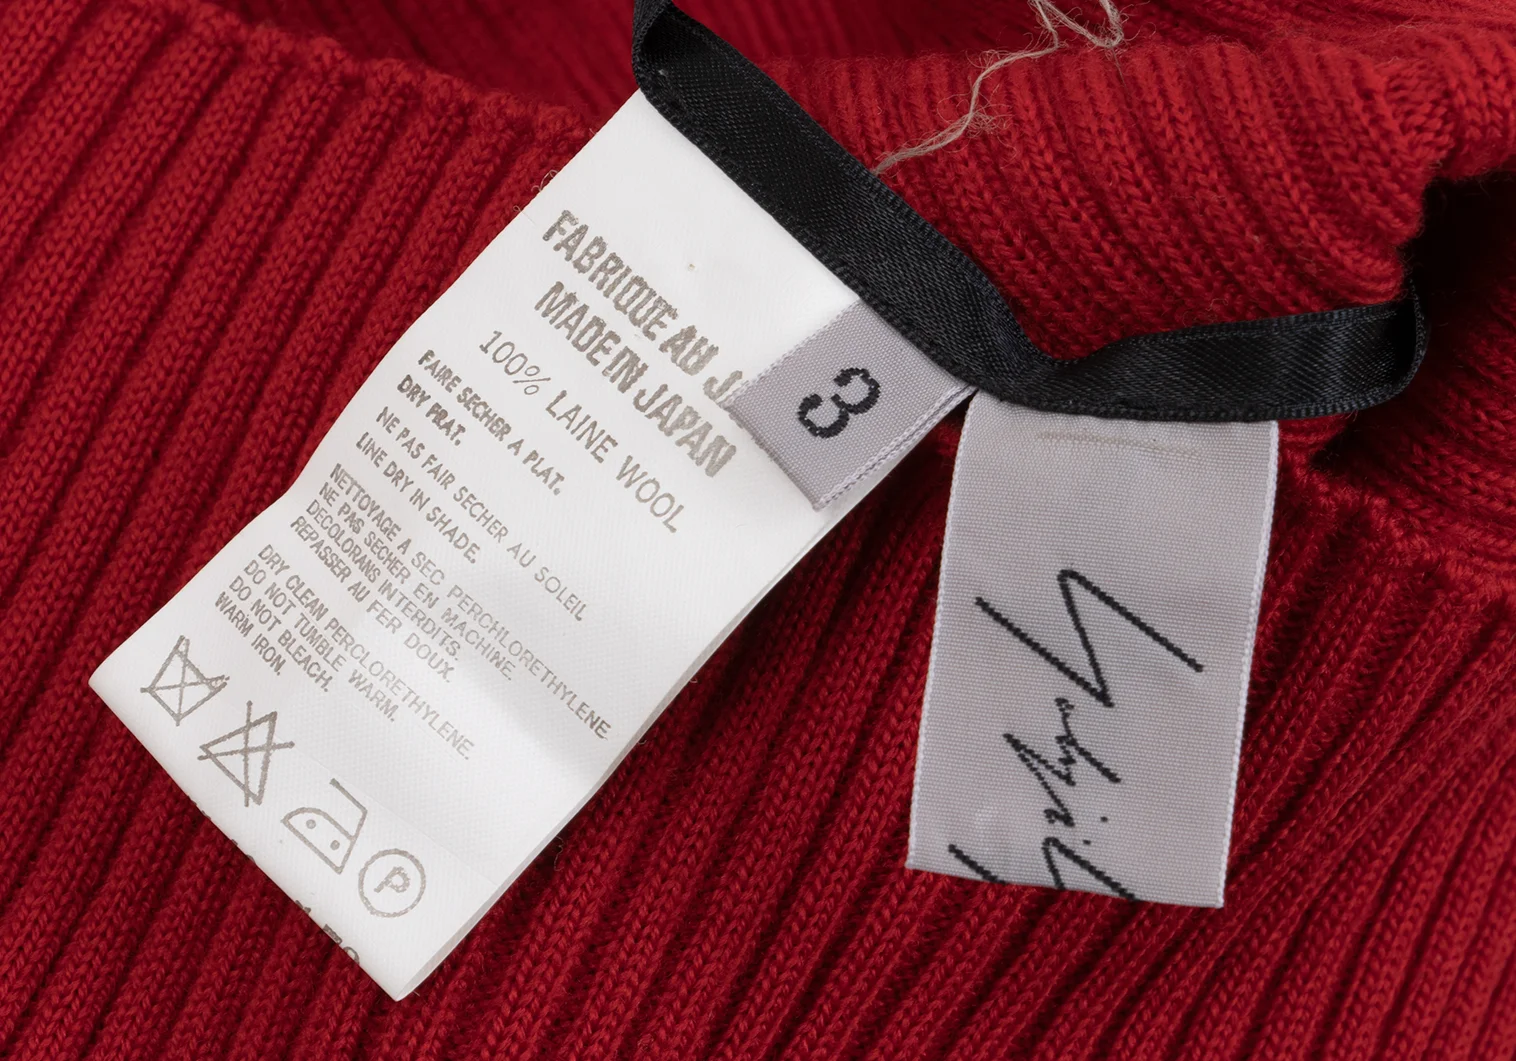 FABRIQUE AU J
MADE IN JAPAN
100% LAINE WOOL
FAIRE SECHER A PLAT.
DRY FRAT.
NE PAS FAIR SECHER AU SOLEIL
LINE DRY IN SHADE.
NETTOYAGE A SEC PERCHLORETHYLENE
NE PAS SECHER EN MACHINE.
DECOLORANS INTERDITS.
REPASSER AU FER DOUX.
DRY CLEAN PERCLORETHYLENE.
DO NOT TUMBLE WARM.
DO NOT BLEACH.
WARM IRON.
P
3